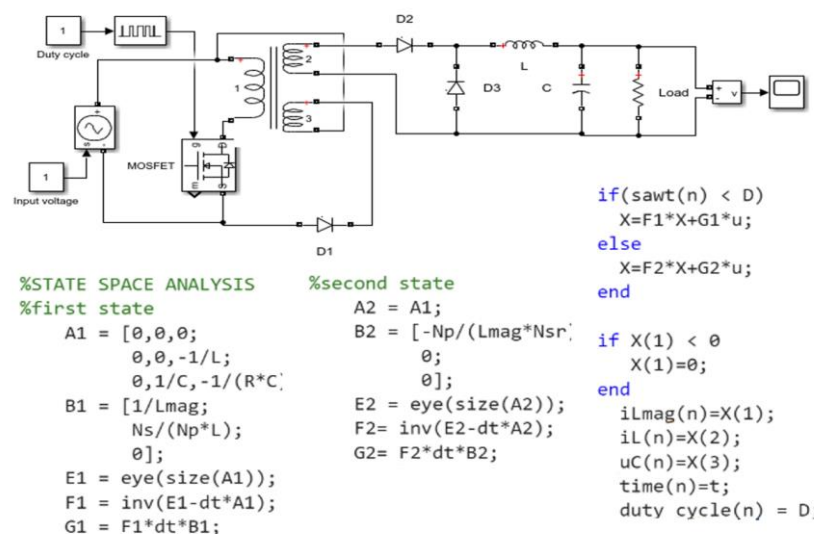 D2
1
Duty cycle
1
2
3
D3
L
C
Load
+
-
v
MOSFET
g
D
m
S
1
Input voltage
s
+
-
D1
%STATE SPACE ANALYSIS
%first state
A1 = [0,0,0;
0,0,-1/L;
0,1/C,-1/(R*C)
B1 = [1/Lmag;
Ns/(Np*L);
0];
E1 = eye(size(A1));
F1 = inv(E1-dt*A1);
G1 = F1*dt*B1;
%second state
A2 = A1;
B2 = [-Np/(Lmag*Nsr)
0;
0];
E2 = eye(size(A2));
F2= inv(E2-dt*A2);
G2= F2*dt*B2;
if(sawt(n) < D)
X=F1*X+G1*u;
else
X=F2*X+G2*u;
end
if X(1) < 0
X(1)=0;
end
iLmag(n)=X(1);
iL(n)=X(2);
uC(n)=X(3);
time(n)=t;
duty cycle(n) = D;